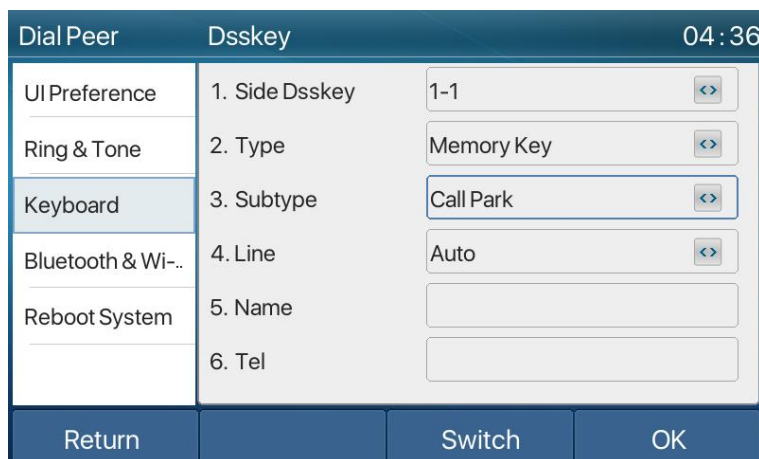 Dial Peer Dsskey 04:36
UI Preference
Ring & Tone
Keyboard
Bluetooth & Wi-..
Reboot System
1. Side Dsskey 1-1 <>
2. Type Memory Key <>
3. Subtype Call Park <>
4. Line Auto <>
5. Name
6. Tel
Return Switch OK